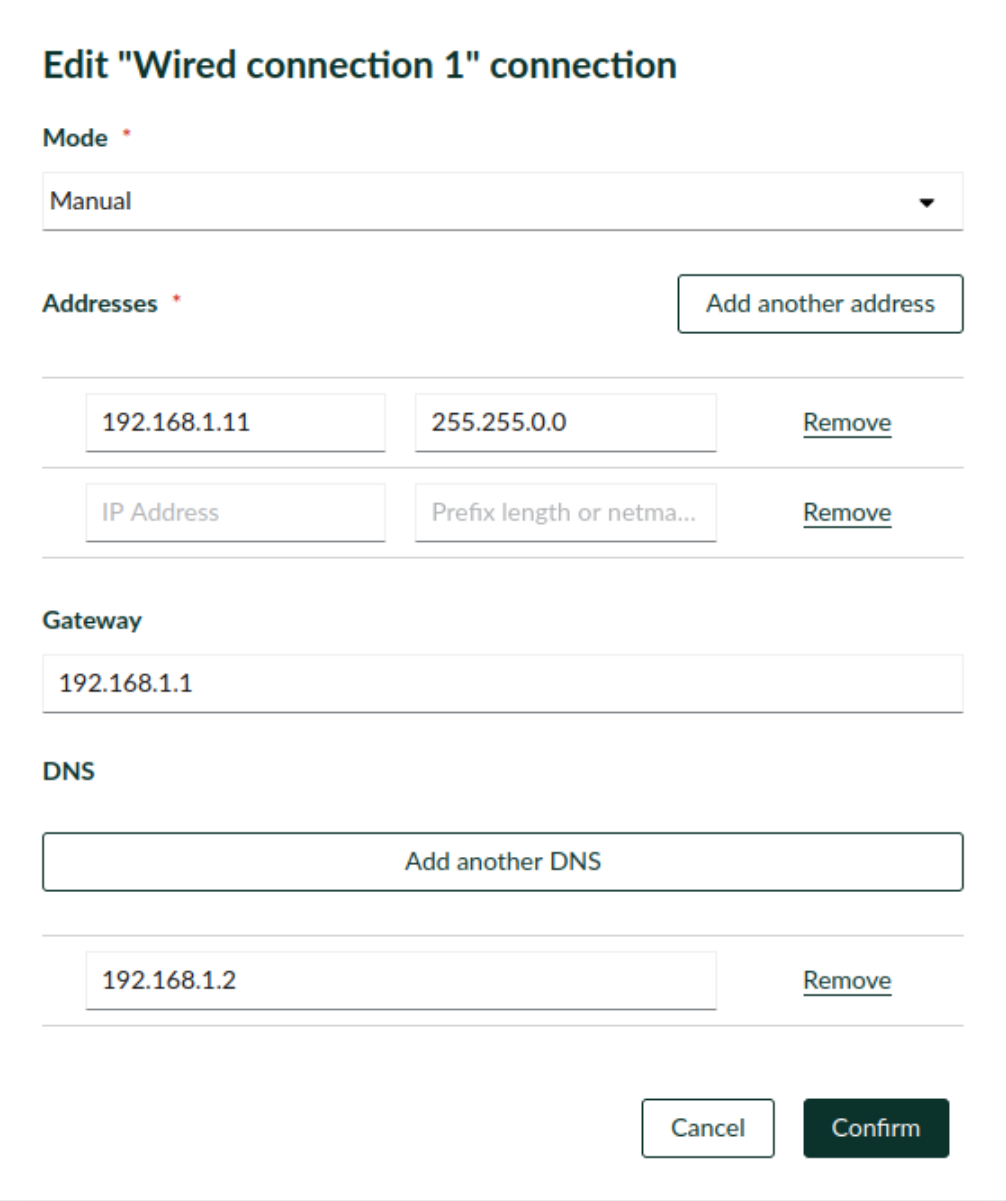 Edit "Wired connection 1" connection
Mode *
Manual
Addresses *
Add another address
192.168.1.11 255.255.0.0 Remove
IP Address Prefix length or netma... Remove
Gateway
192.168.1.1
DNS
Add another DNS
192.168.1.2 Remove
Cancel Confirm